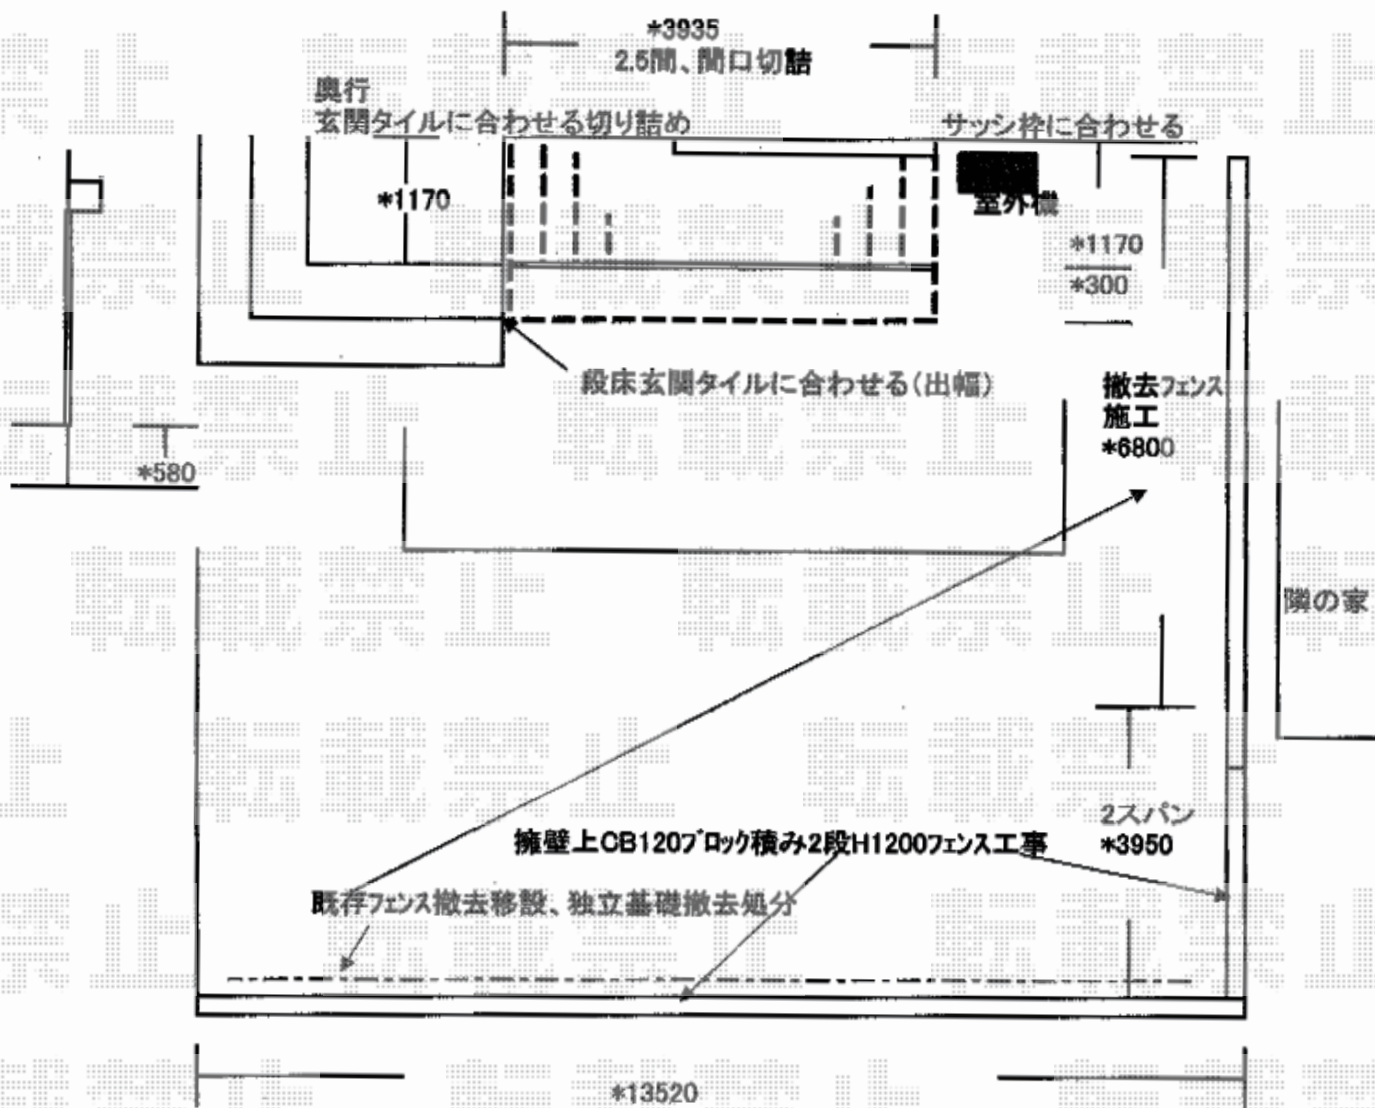 *3935
2.5間、間口切詰
奥行
玄関タイルに合わせる切り詰め
サッシ枠に合わせる
*1170
室外機
*1170
*300
段床玄関タイルに合わせる(出幅)
撤去フェンス
施工
*6800
*580
隣の家
2スパン
*3950
擁壁上CB120ブロック積み2段H1200フェンス工事
既存フェンス撤去移設、独立基礎撤去処分
*13520
転載禁止